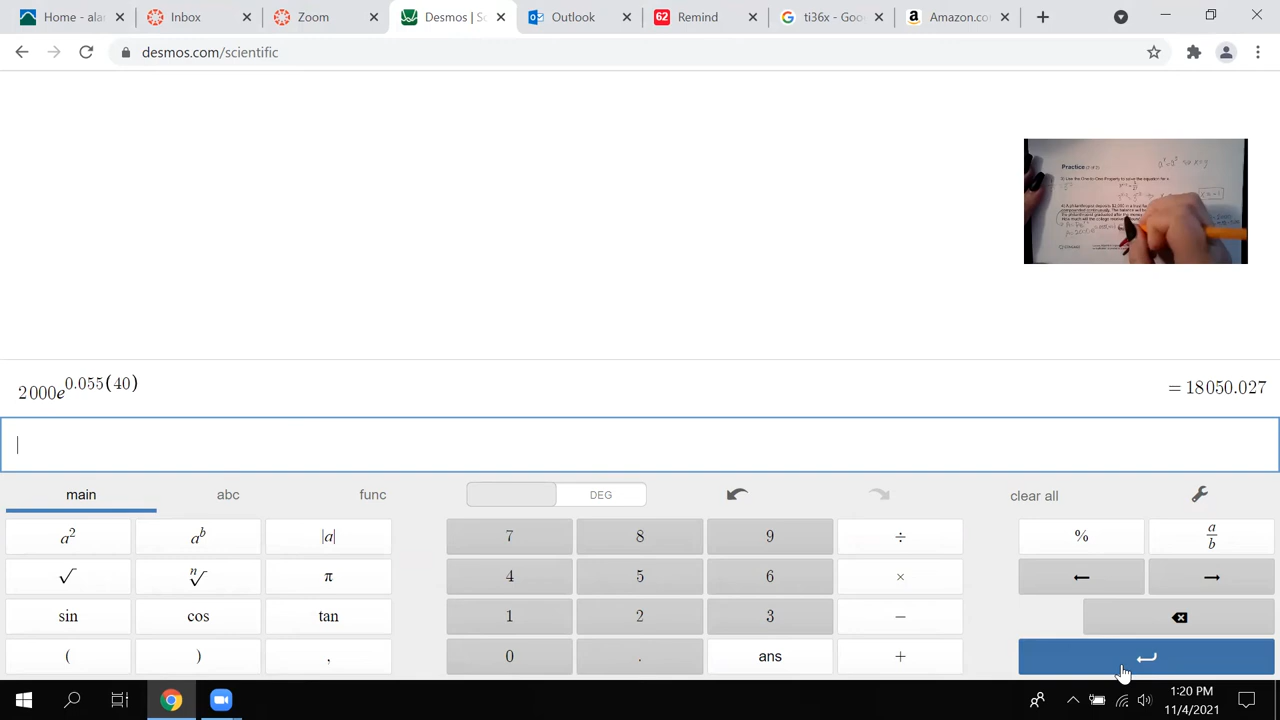 Home - alar
Inbox
Zoom
Desmos | Sc
Outlook
62 Remind
ti36x - Goo
Amazon.co
desmos.com/scientific
Practice
2000e^0.055(40)
= 18050.027
main
abc
func
DEG
clear all
a² a^b |a| 7 8 9 ÷ % a/b
√ ⁿ√ π 4 5 6 × ← →
sin cos tan 1 2 3 −
( ) , 0 . ans +
1:20 PM
11/4/2021